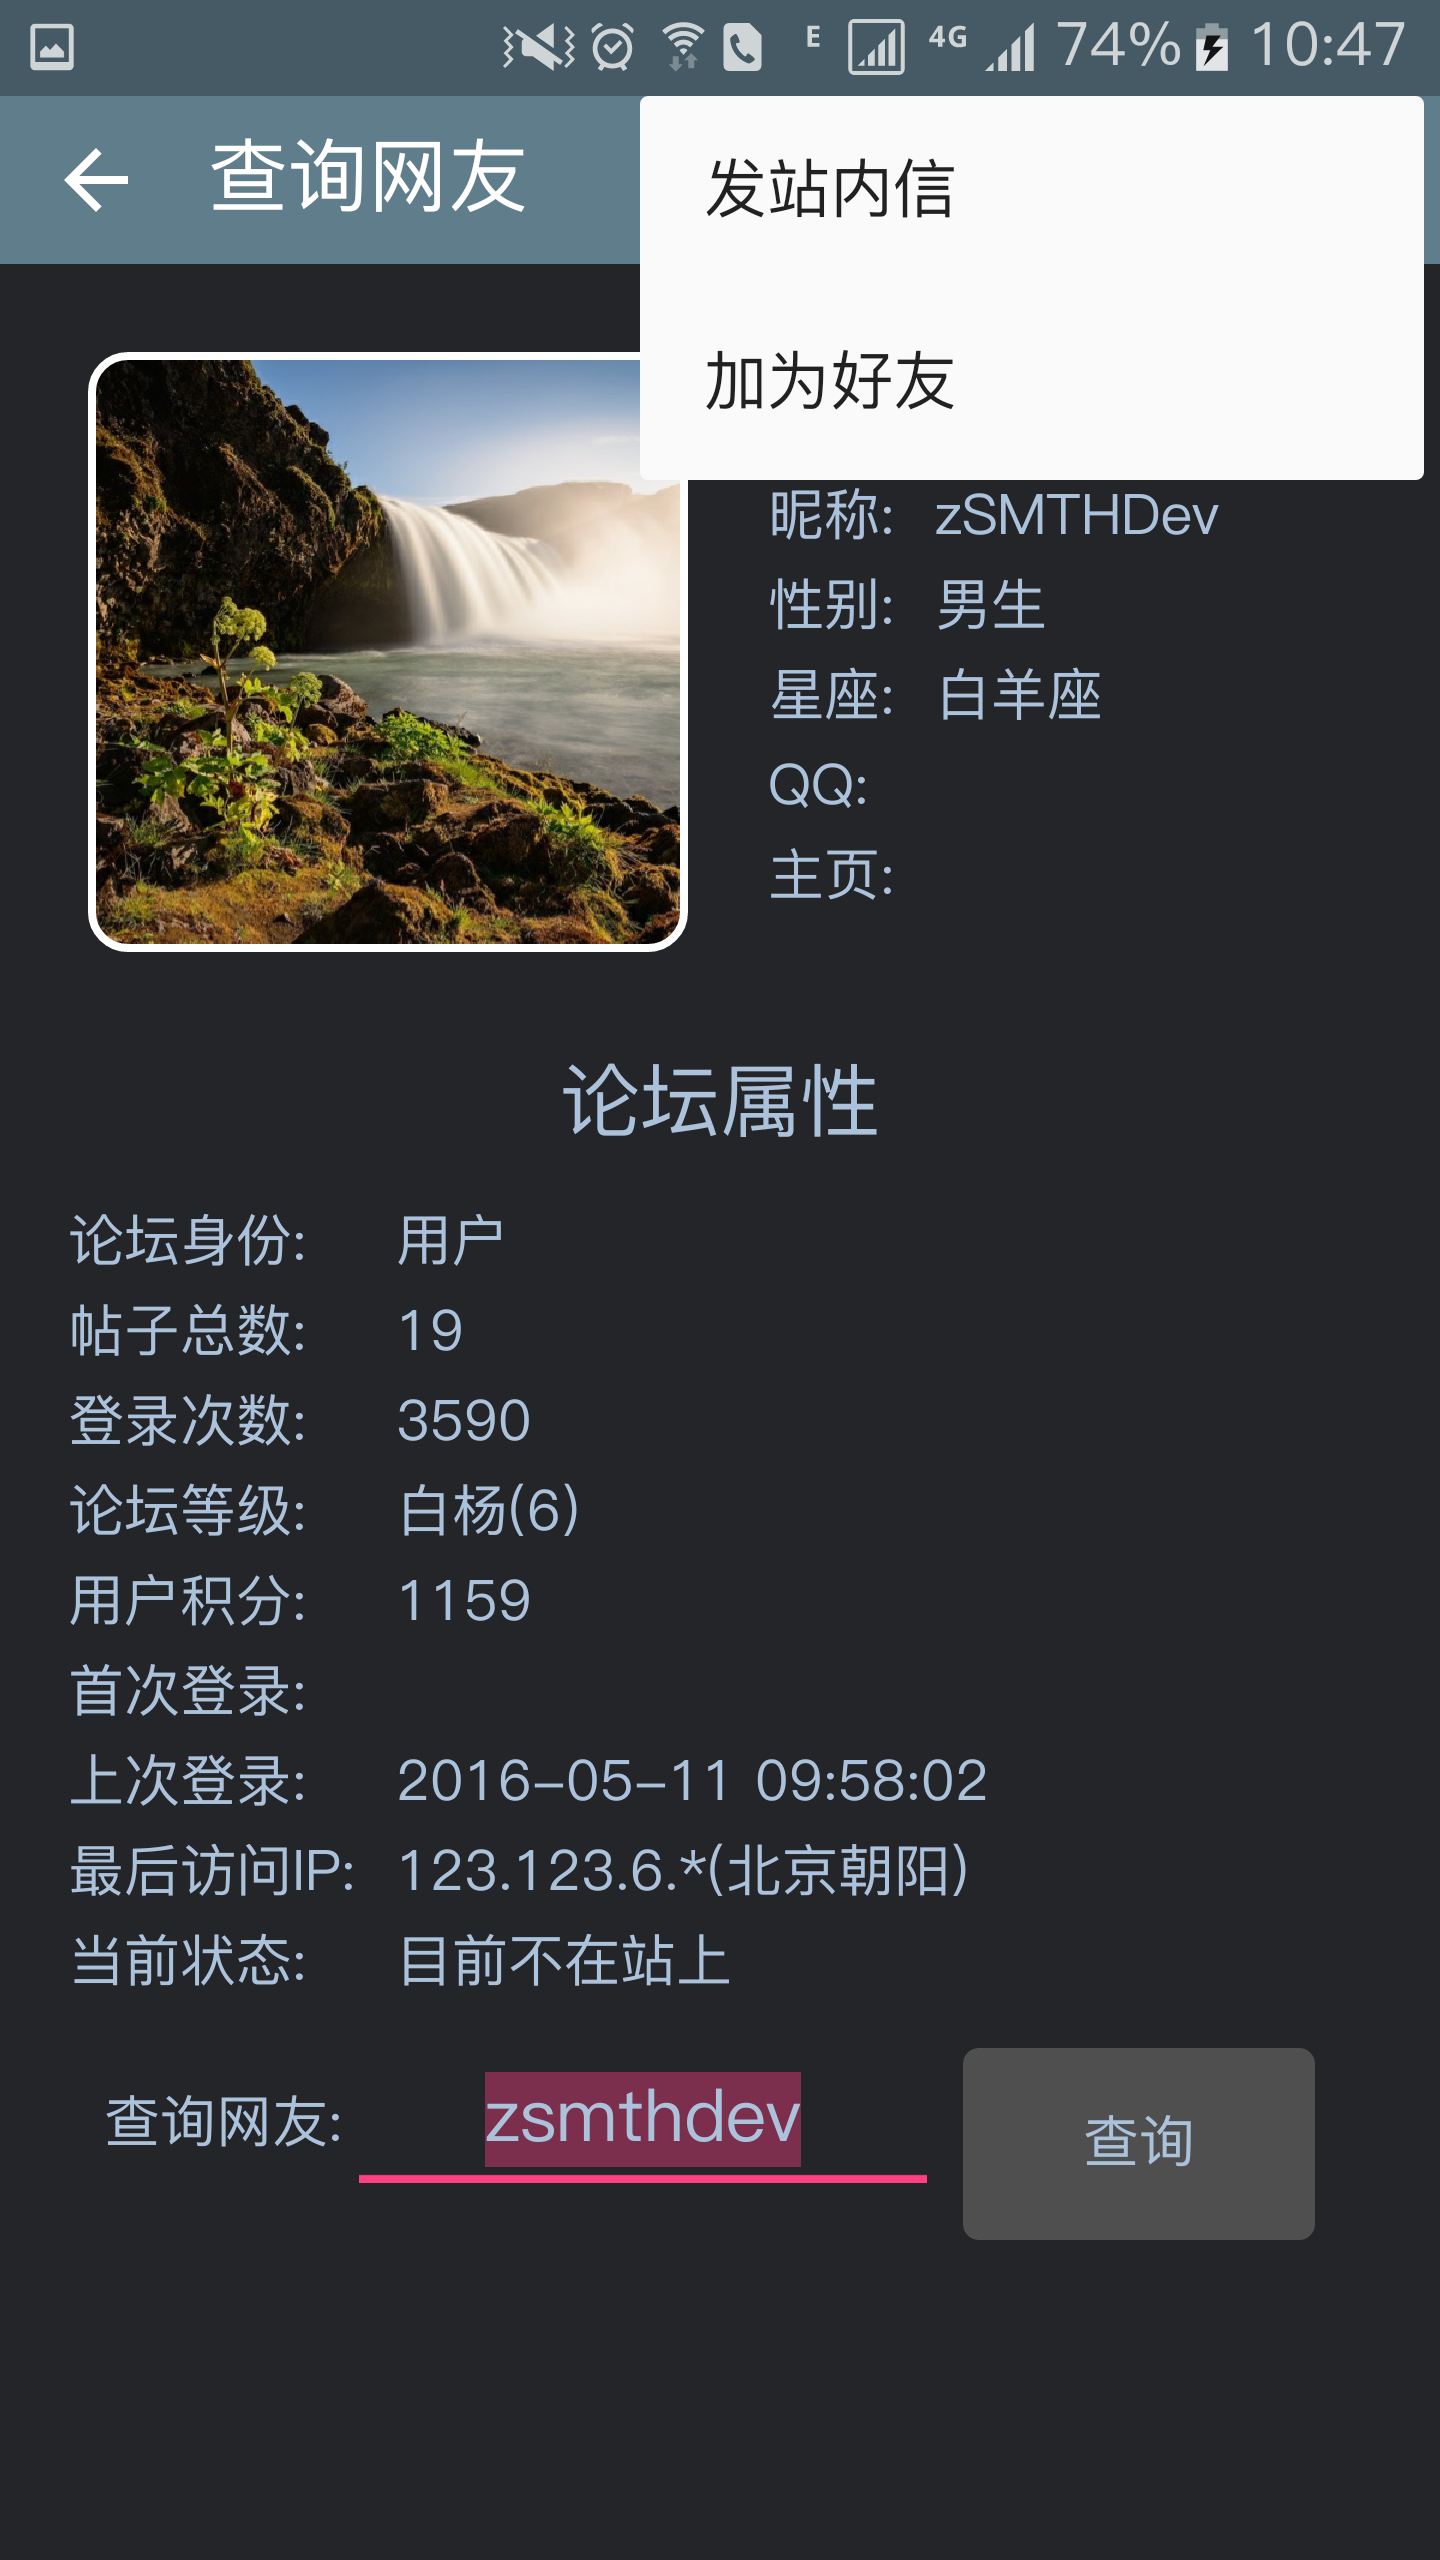 E 4G 74% 10:47
查询网友
发站内信
加为好友
昵称: zSMTHDev
性别: 男生
星座: 白羊座
QQ:
主页:
论坛属性
论坛身份: 用户
帖子总数: 19
登录次数: 3590
论坛等级: 白杨(6)
用户积分: 1159
首次登录:
上次登录: 2016-05-11 09:58:02
最后访问IP: 123.123.6.*(北京朝阳)
当前状态: 目前不在站上
查询网友: zsmthdev 查询